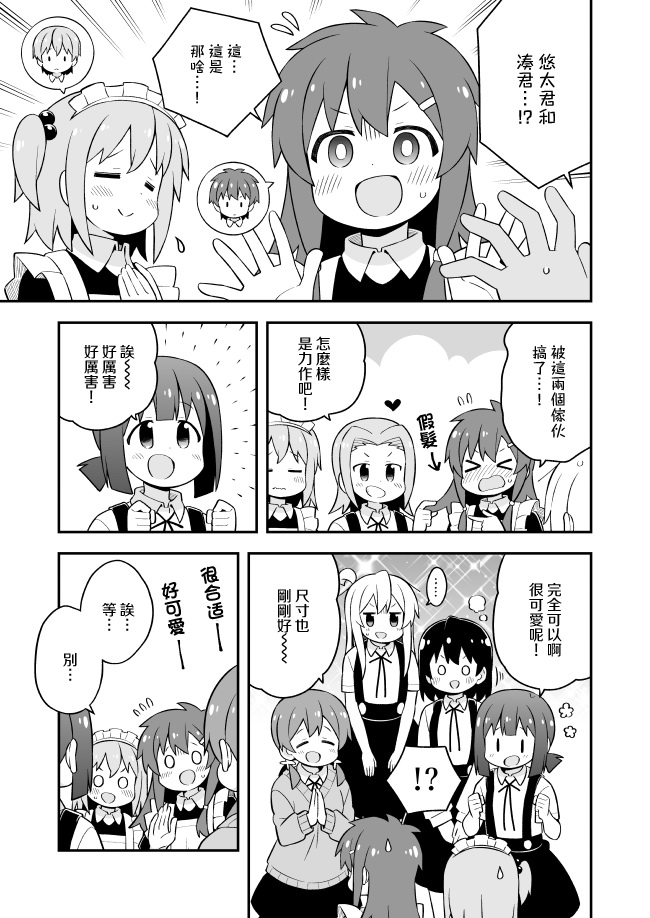 悠太君和
湊君…!?
這…
這是
那啥…!
被這兩個傢伙
搞了…!
假髮→
怎麼樣
是力作吧!
誒~~
好厲害
好厲害!
完全可以啊
很可愛呢!
…
尺寸也
剛剛好~~
!?
很合适—
好可愛—
誒…
等…
別…